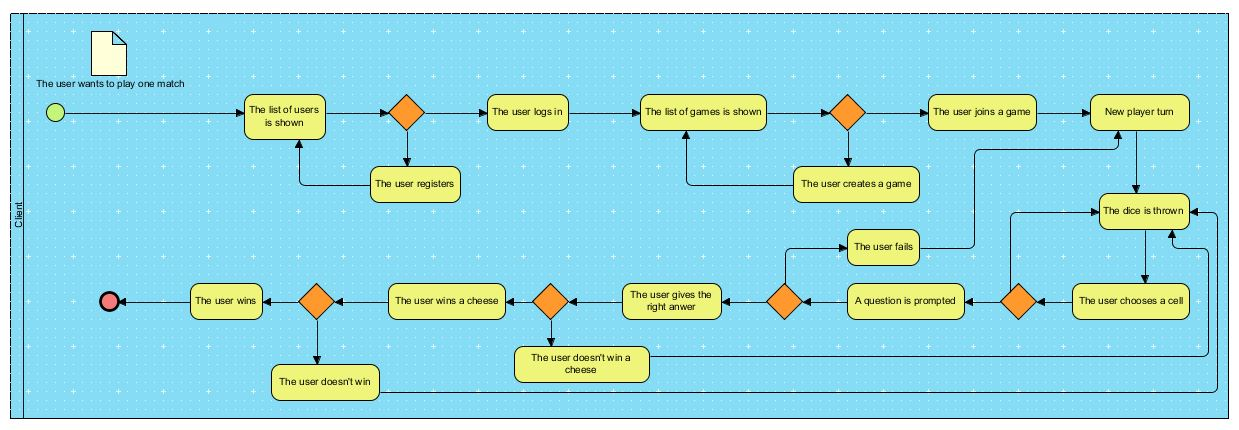 The user wants to play one match
The list of users
is shown
The user logs in
The list of games is shown
The user joins a game
New player turn
The user registers
The user creates a game
Client
The dice is thrown
The user fails
The user wins
The user wins a cheese
The user gives the
right anwer
A question is prompted
The user chooses a cell
The user doesn't win a
cheese
The user doesn't win